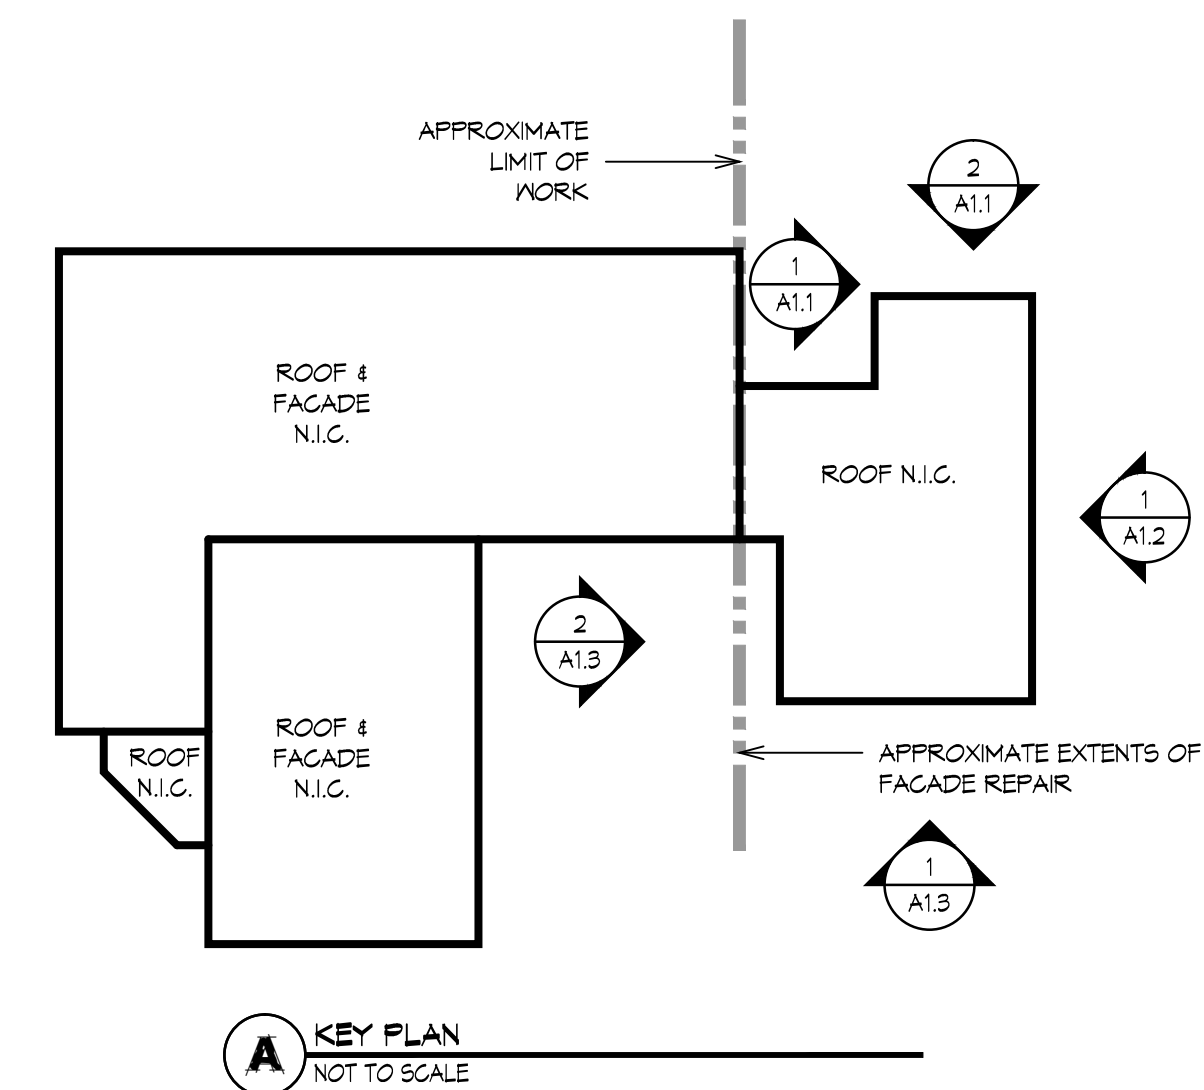 APPROXIMATE
LIMIT OF
WORK
2
A1.1
1
A1.1
ROOF &
FACADE
N.I.C.
ROOF N.I.C.
1
A1.2
2
A1.3
ROOF &
FACADE
N.I.C.
ROOF
N.I.C.
APPROXIMATE EXTENTS OF
FACADE REPAIR
1
A1.3
A
KEY PLAN
NOT TO SCALE